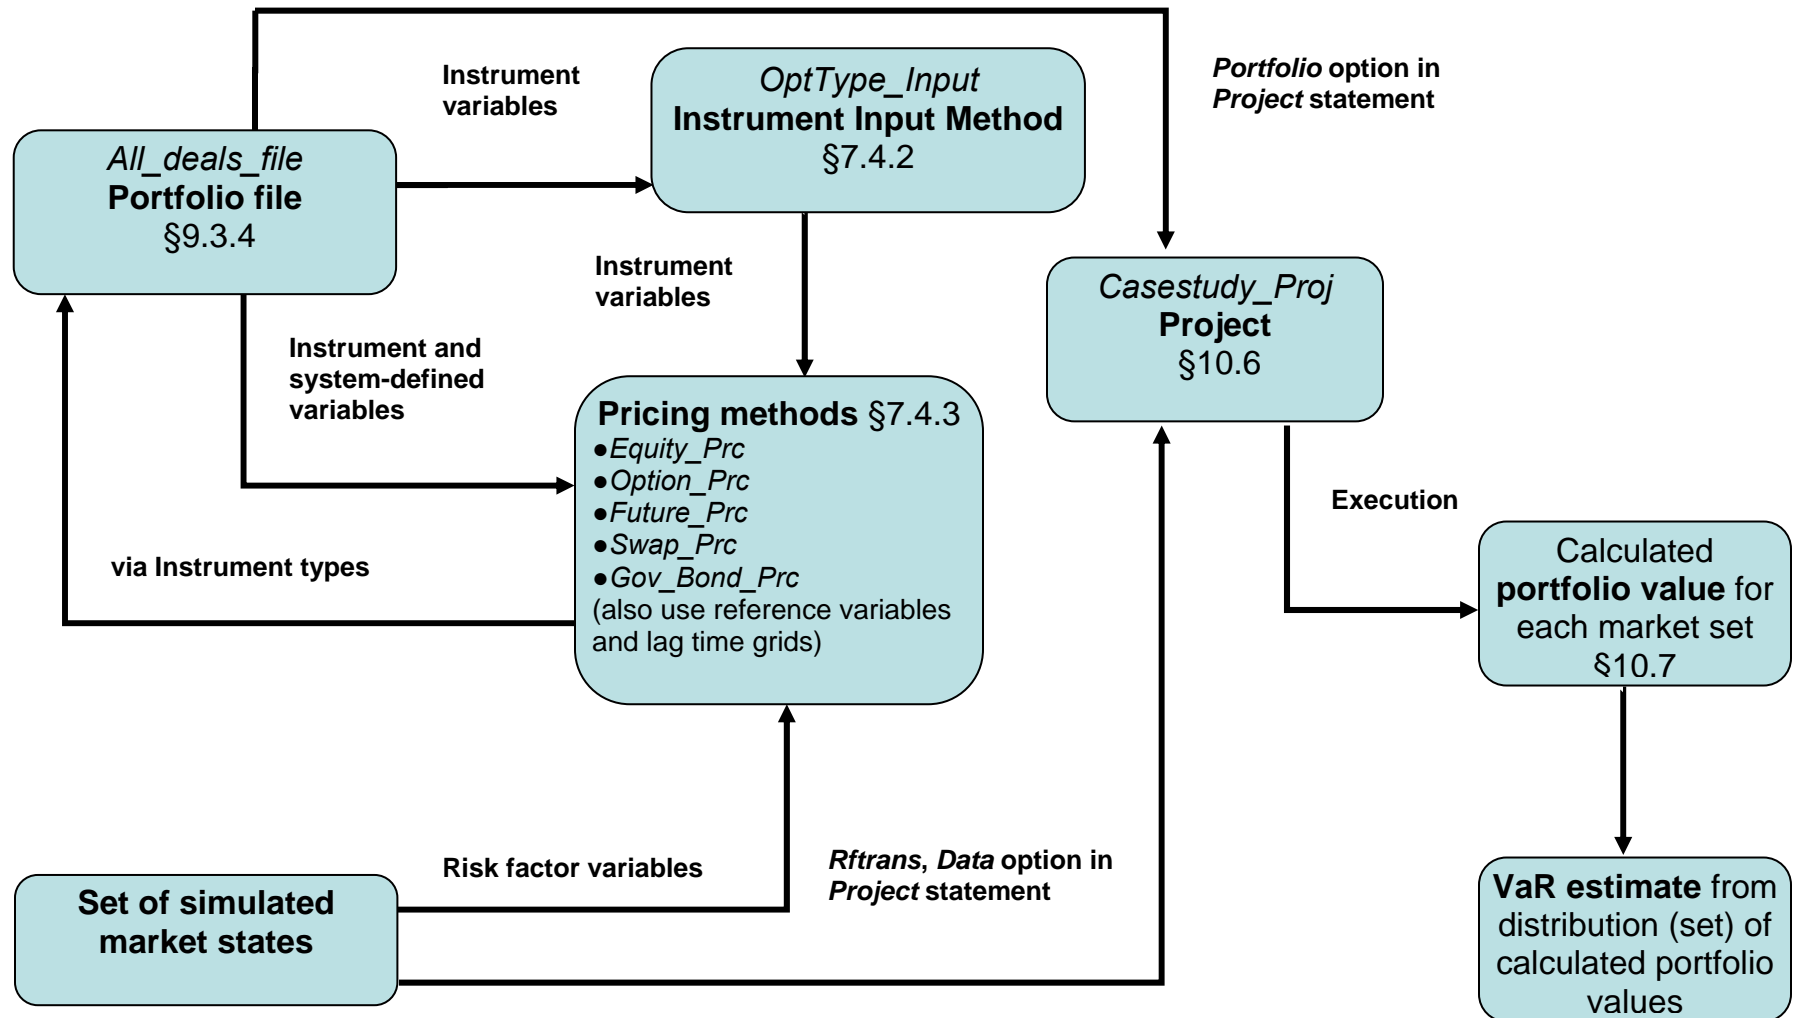 Instrument
variables
OptType_Input
Instrument Input Method
§7.4.2
Portfolio option in
Project statement
All_deals_file
Portfolio file
§9.3.4
Instrument
variables
Casestudy_Proj
Project
§10.6
Instrument and
system-defined
variables
Pricing methods §7.4.3
●Equity_Prc
●Option_Prc
●Future_Prc
●Swap_Prc
●Gov_Bond_Prc
(also use reference variables
and lag time grids)
via Instrument types
Execution
Calculated
portfolio value for
each market set
§10.7
Risk factor variables
Rftrans, Data option in
Project statement
Set of simulated
market states
VaR estimate from
distribution (set) of
calculated portfolio
values